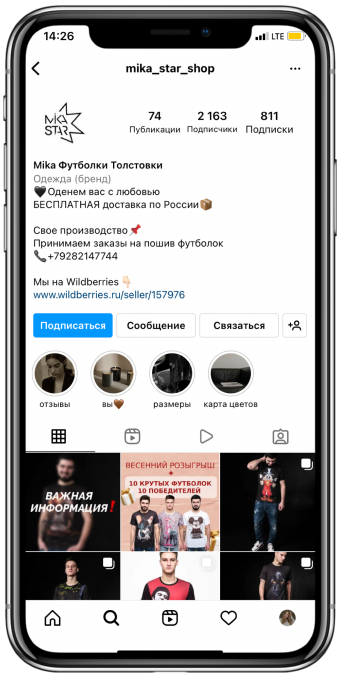 14:26
LTE
mika_star_shop
MIKA
STAR
74
2 163
811
Публикации
Подписчики
Подписки
Mika Футболки Толстовки
Одежда (бренд)
🖤Оденем вас с любовью
БЕСПЛАТНАЯ доставка по России📦
Свое производство 📌
Принимаем заказы на пошив футболок
📞+79282147744
Мы на Wildberries 👇🏻
www.wildberries.ru/seller/157976
Подписаться
Сообщение
Связаться
отзывы
вы🤎
размеры
карта цветов
ВАЖНАЯ
ИНФОРМАЦИЯ❗
ВЕСЕННИЙ РОЗЫГРЫШ
+
10 КРУТЫХ ФУТБОЛОК
10 ПОБЕДИТЕЛЕЙ